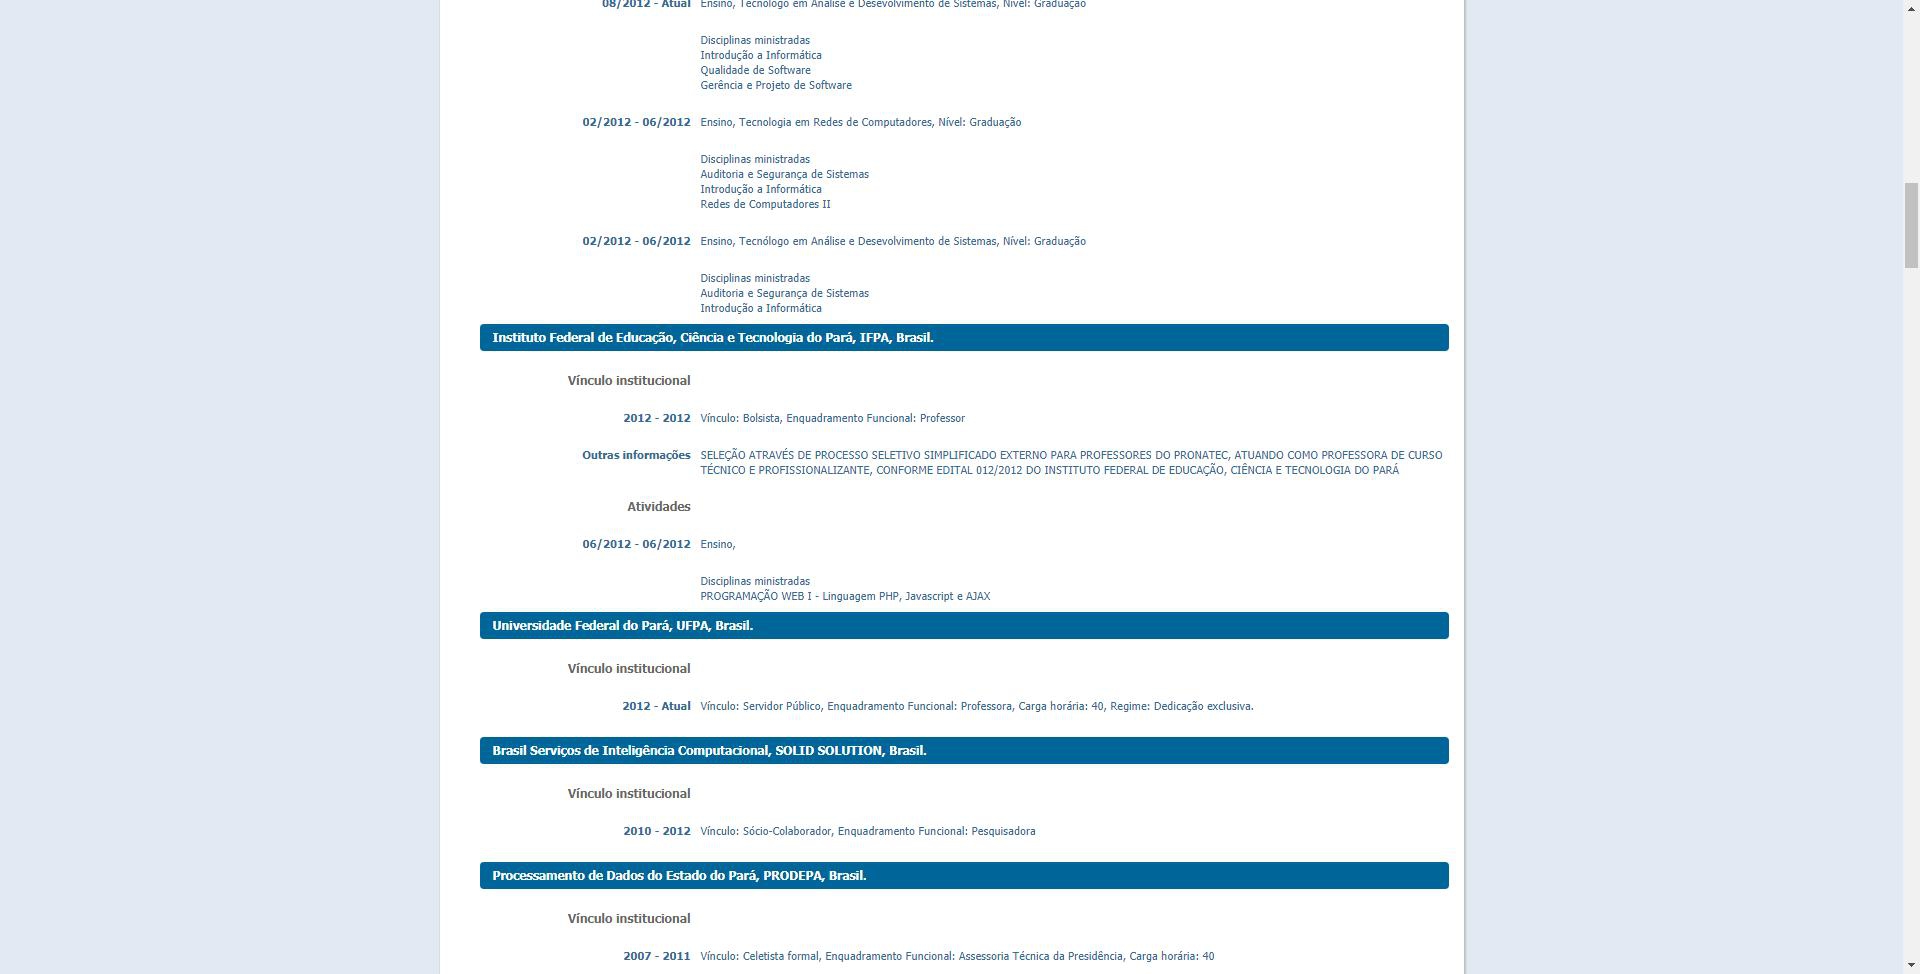 08/2012 - Atual Ensino, Tecnólogo em Análise e Desevolvimento de Sistemas, Nível: Graduação
Disciplinas ministradas
Introdução a Informática
Qualidade de Software
Gerência e Projeto de Software
02/2012 - 06/2012 Ensino, Tecnologia em Redes de Computadores, Nível: Graduação
Disciplinas ministradas
Auditoria e Segurança de Sistemas
Introdução a Informática
Redes de Computadores II
02/2012 - 06/2012 Ensino, Tecnólogo em Análise e Desevolvimento de Sistemas, Nível: Graduação
Disciplinas ministradas
Auditoria e Segurança de Sistemas
Introdução a Informática
Instituto Federal de Educação, Ciência e Tecnologia do Pará, IFPA, Brasil.
Vínculo institucional
2012 - 2012 Vínculo: Bolsista, Enquadramento Funcional: Professor
Outras informações SELEÇÃO ATRAVÉS DE PROCESSO SELETIVO SIMPLIFICADO EXTERNO PARA PROFESSORES DO PRONATEC, ATUANDO COMO PROFESSORA DE CURSO
TÉCNICO E PROFISSIONALIZANTE, CONFORME EDITAL 012/2012 DO INSTITUTO FEDERAL DE EDUCAÇÃO, CIÊNCIA E TECNOLOGIA DO PARÁ
Atividades
06/2012 - 06/2012 Ensino,
Disciplinas ministradas
PROGRAMAÇÃO WEB I - Linguagem PHP, Javascript e AJAX
Universidade Federal do Pará, UFPA, Brasil.
Vínculo institucional
2012 - Atual Vínculo: Servidor Público, Enquadramento Funcional: Professora, Carga horária: 40, Regime: Dedicação exclusiva.
Brasil Serviços de Inteligência Computacional, SOLID SOLUTION, Brasil.
Vínculo institucional
2010 - 2012 Vínculo: Sócio-Colaborador, Enquadramento Funcional: Pesquisadora
Processamento de Dados do Estado do Pará, PRODEPA, Brasil.
Vínculo institucional
2007 - 2011 Vínculo: Celetista formal, Enquadramento Funcional: Assessoria Técnica da Presidência, Carga horária: 40